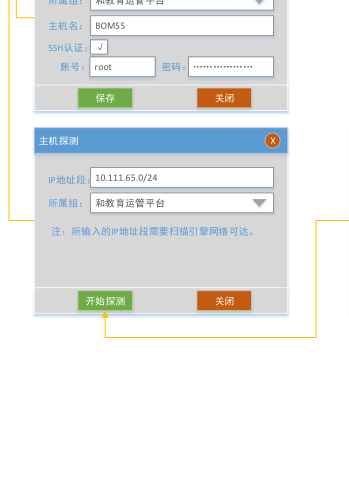 所属组： 和教育运管平台
主机名： BOMSS
SSH认证： √
账号： root 密码： ••••••••••••••••
保存 关闭
主机探测 X
IP地址段： 10.111.65.0/24
所属组： 和教育运管平台
注：所输入的IP地址段需要扫描引擎网络可达。
开始探测 关闭